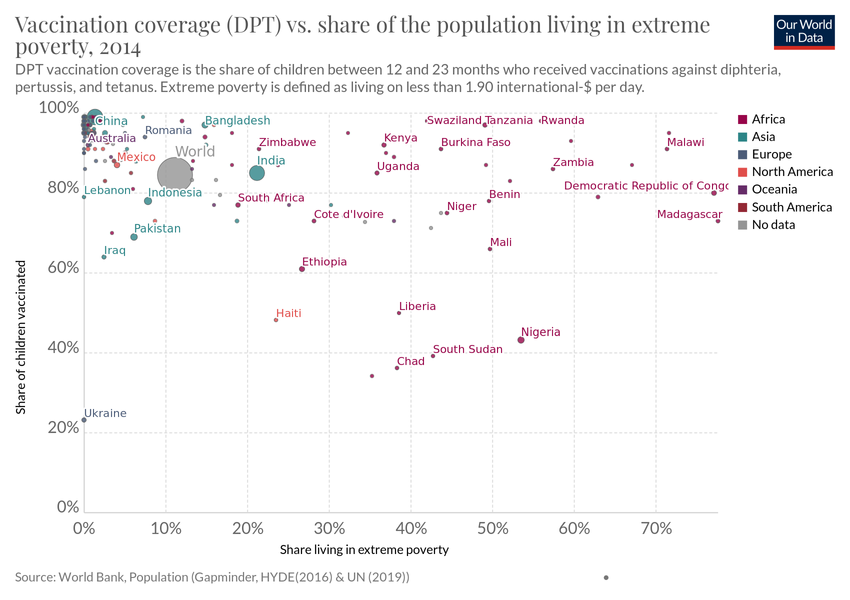 Vaccination coverage (DPT) vs. share of the population living in extreme
poverty, 2014
Our World
in Data
DPT vaccination coverage is the share of children between 12 and 23 months who received vaccinations against diphteria,
pertussis, and tetanus. Extreme poverty is defined as living on less than 1.90 international-$ per day.
100%
China
Bangladesh
Swaziland
Tanzania
Rwanda
Africa
Australia
Romania
Zimbabwe
Kenya
Burkina Faso
Malawi
Asia
Mexico
World
India
Uganda
Zambia
Europe
80%
Lebanon
Indonesia
South Africa
Benin
Democratic Republic of Congo
North America
Pakistan
Cote d'Ivoire
Niger
Madagascar
Oceania
Iraq
Mali
South America
60%
Ethiopia
No data
Haiti
Liberia
Nigeria
40%
Chad
South Sudan
20%
Ukraine
0%
Share of children vaccinated
0%
10%
20%
30%
40%
50%
60%
70%
Share living in extreme poverty
Source: World Bank, Population (Gapminder, HYDE(2016) & UN (2019))